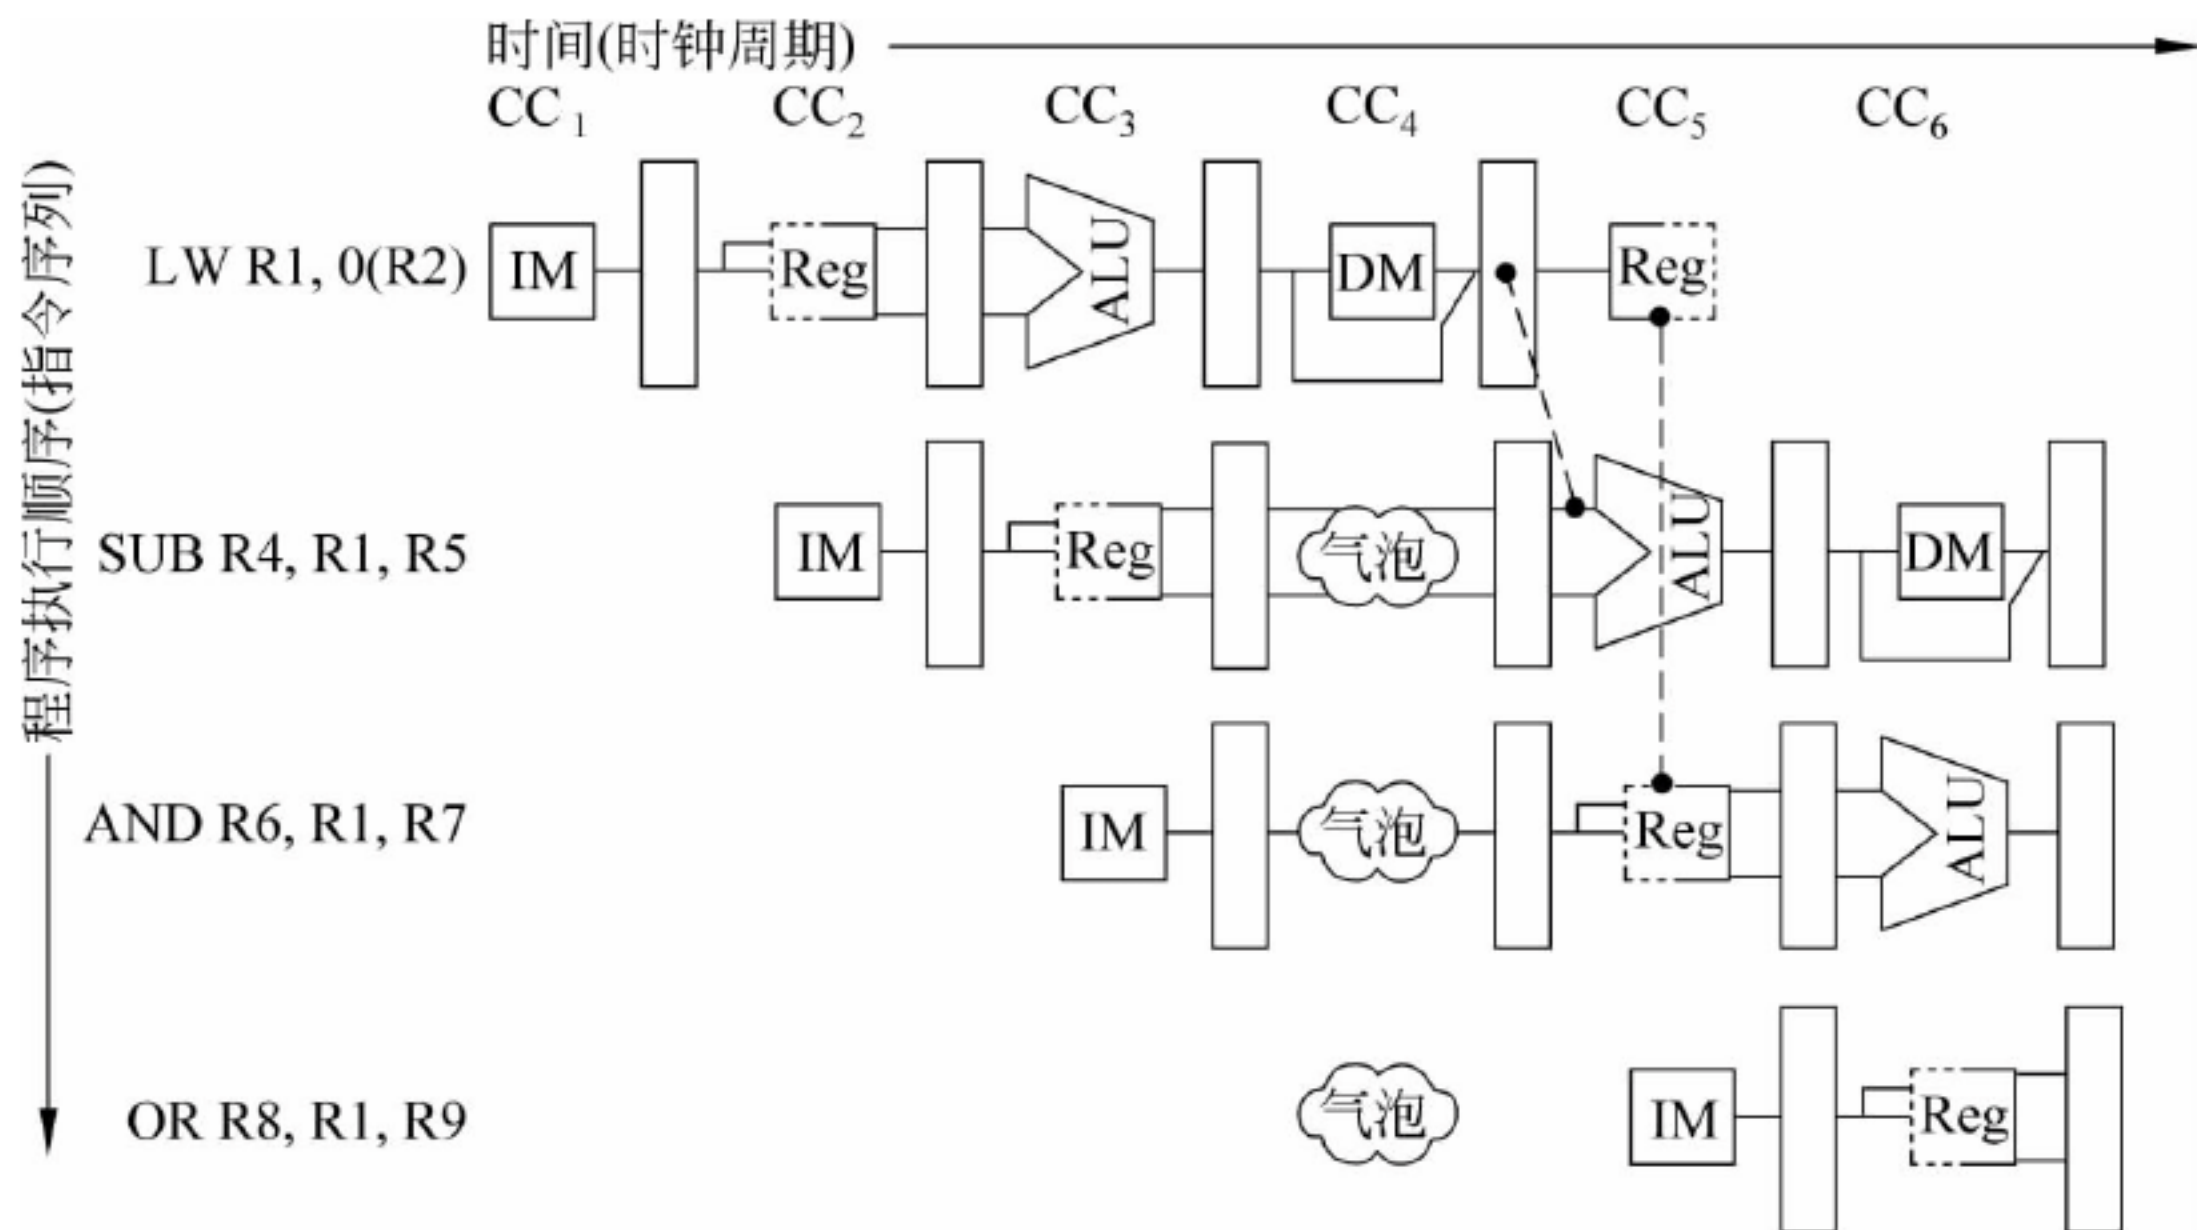 时间(时钟周期)
CC1 CC2 CC3 CC4 CC5 CC6
程序执行顺序(指令序列)
LW R1, 0(R2) IM Reg ALU DM Reg
SUB R4, R1, R5 IM Reg 气泡 ALU DM
AND R6, R1, R7 IM 气泡 Reg ALU
OR R8, R1, R9 气泡 IM Reg